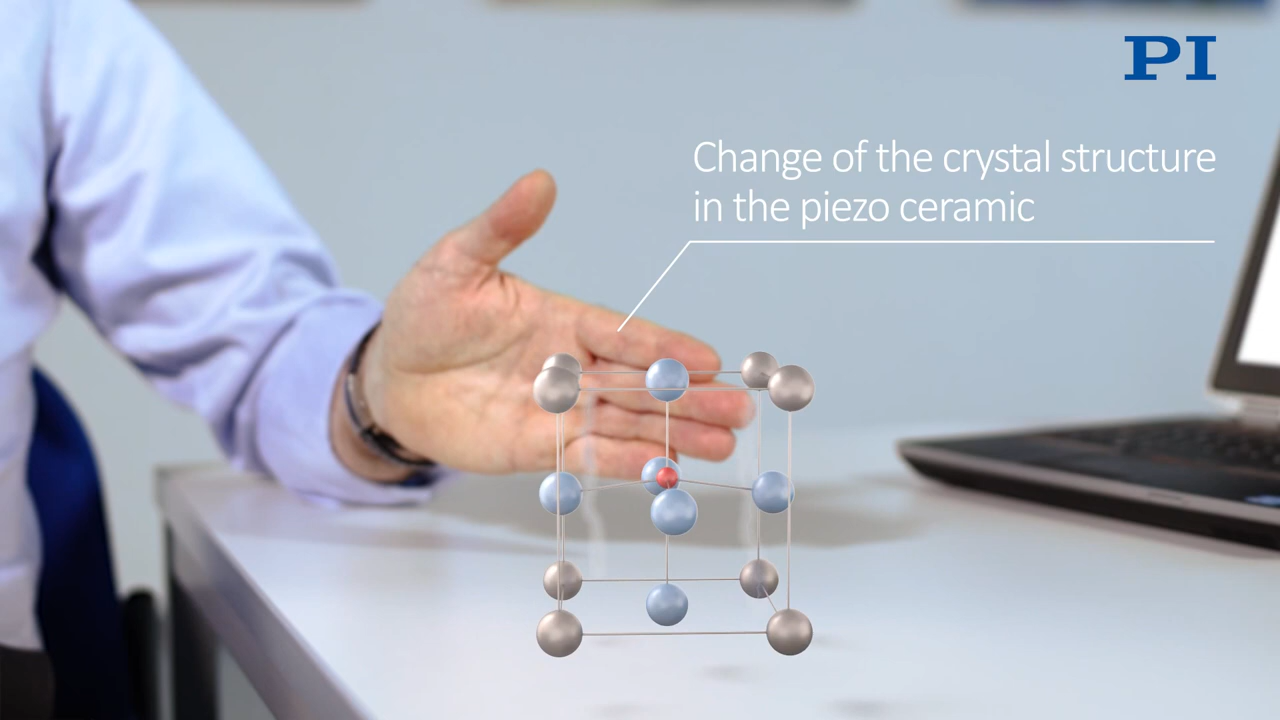 PI
Change of the crystal structure
in the piezo ceramic